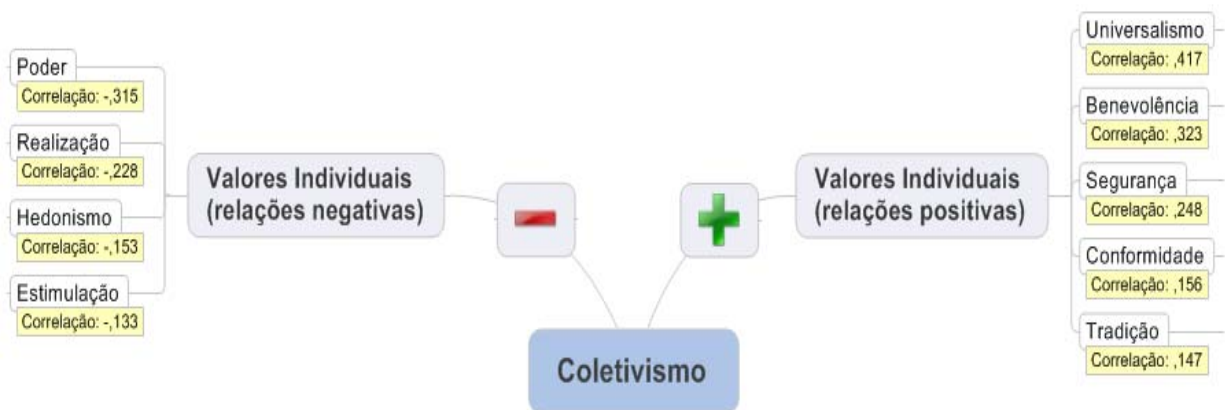 Poder
Correlação: -,315
Realização
Correlação: -,228
Hedonismo
Correlação: -,153
Estimulação
Correlação: -,133
Valores Individuais
(relações negativas)
Valores Individuais
(relações positivas)
Universalismo
Correlação: ,417
Benevolência
Correlação: ,323
Segurança
Correlação: ,248
Conformidade
Correlação: ,156
Tradição
Correlação: ,147
Coletivismo